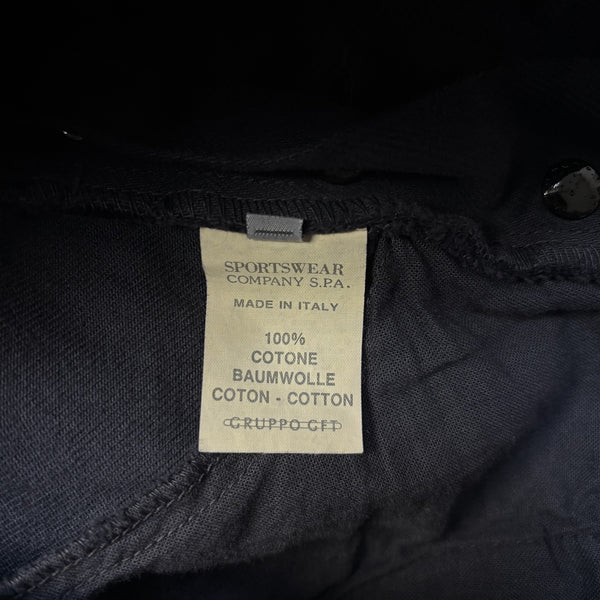 SPORTSWEAR
COMPANY S.P.A.
MADE IN ITALY
100%
COTONE
BAUMWOLLE
COTON - COTTON
GRUPPO GFT